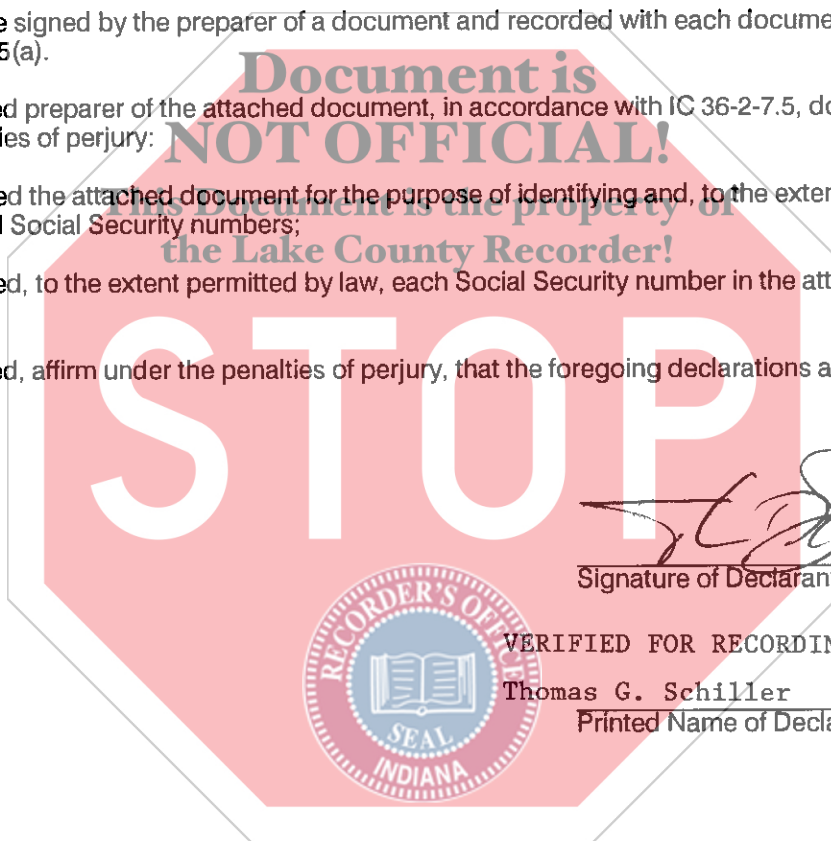 e signed by the preparer of a document and recorded with each docume
5(a).
Document is
ed preparer of the attached document, in accordance with IC 36-2-7.5, do
ies of perjury:
NOT OFFICIAL!
ed the attached document for the purpose of identifying and, to the exten
This Document is the property of
d Social Security numbers;
the Lake County Recorder!
ed, to the extent permitted by law, each Social Security number in the att
STOP
ed, affirm under the penalties of perjury, that the foregoing declarations a
Signature of Declarant
RECORDER'S OFFICE
VERIFIED FOR RECORDIN
Thomas G. Schiller
Printed Name of Decla
SEAL
INDIANA